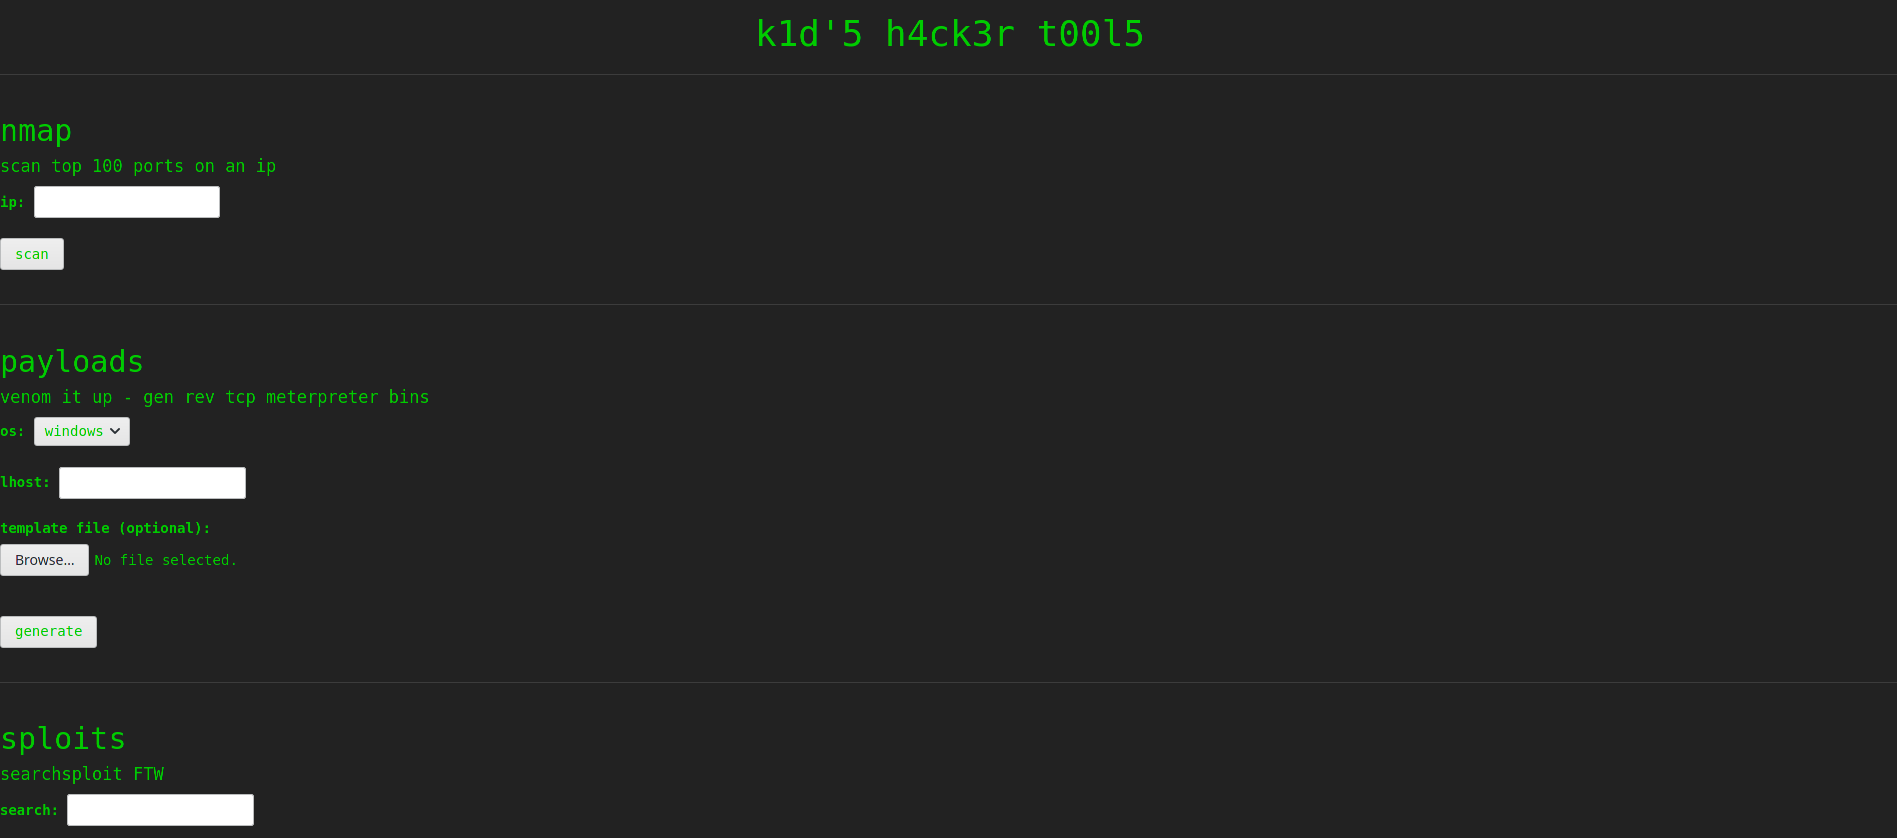 k1d'5 h4ck3r t00l5
nmap
scan top 100 ports on an ip
ip:
scan
payloads
venom it up - gen rev tcp meterpreter bins
os: windows
lhost:
template file (optional):
Browse... No file selected.
generate
sploits
searchsploit FTW
search: